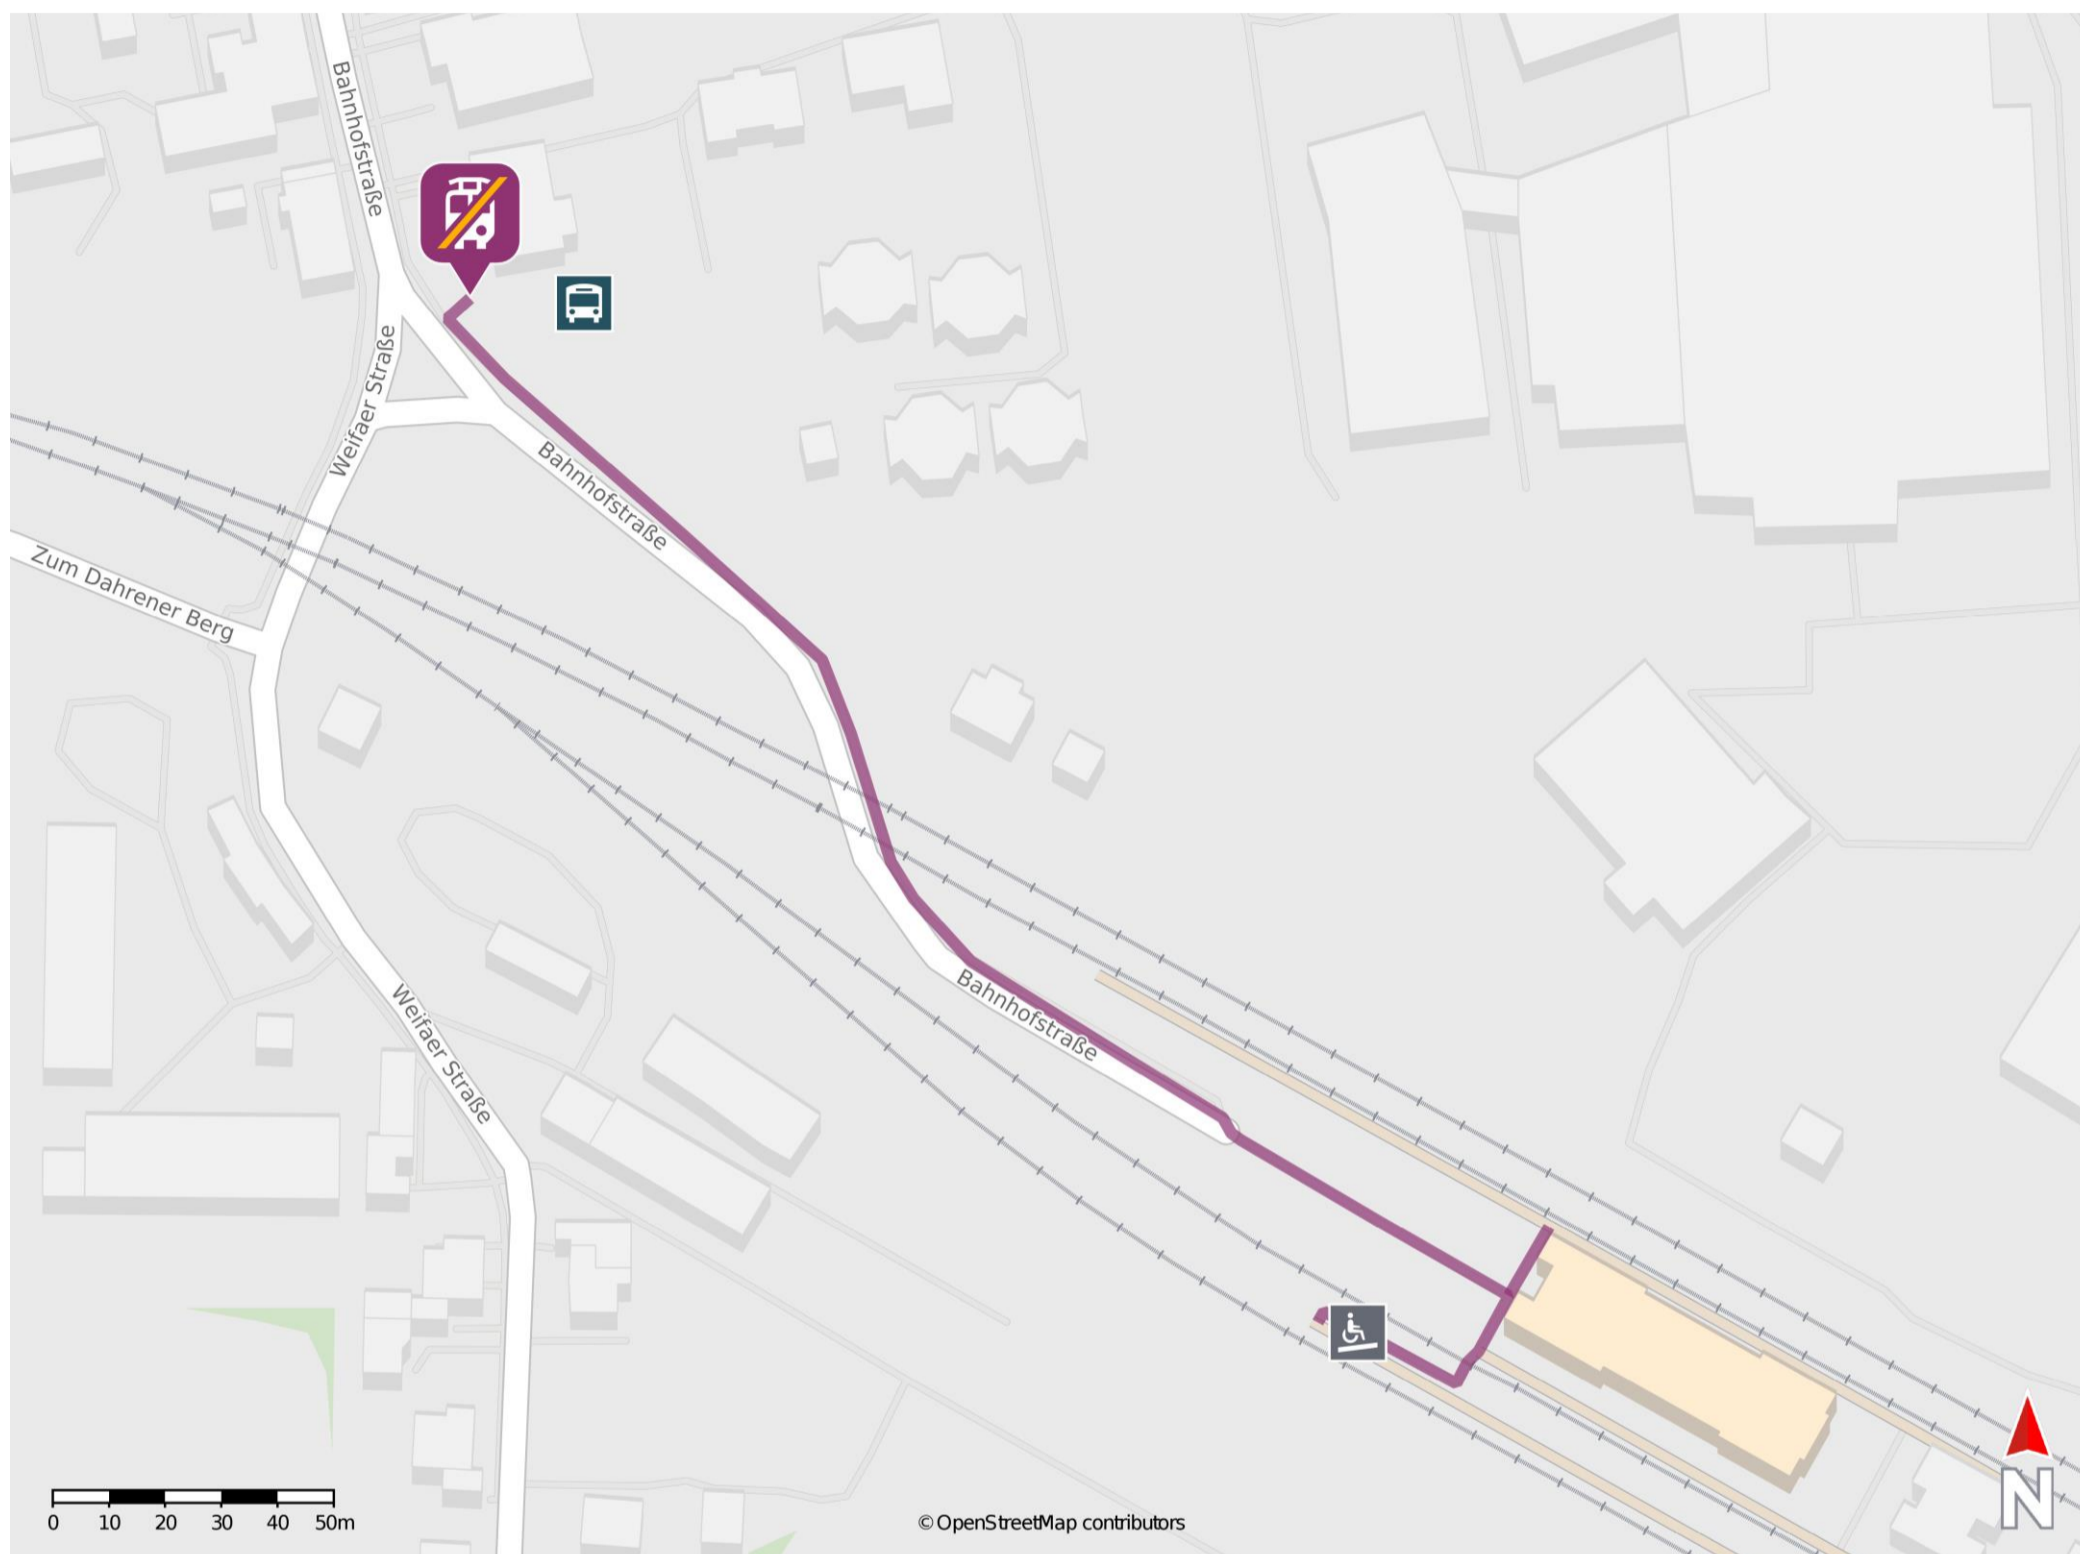 Bahnhofstraße
Weifaer Straße
Bahnhofstraße
Zum Dahrener Berg
Bahnhofstraße
Weifaer Straße
0 10 20 30 40 50m
© OpenStreetMap contributors
N